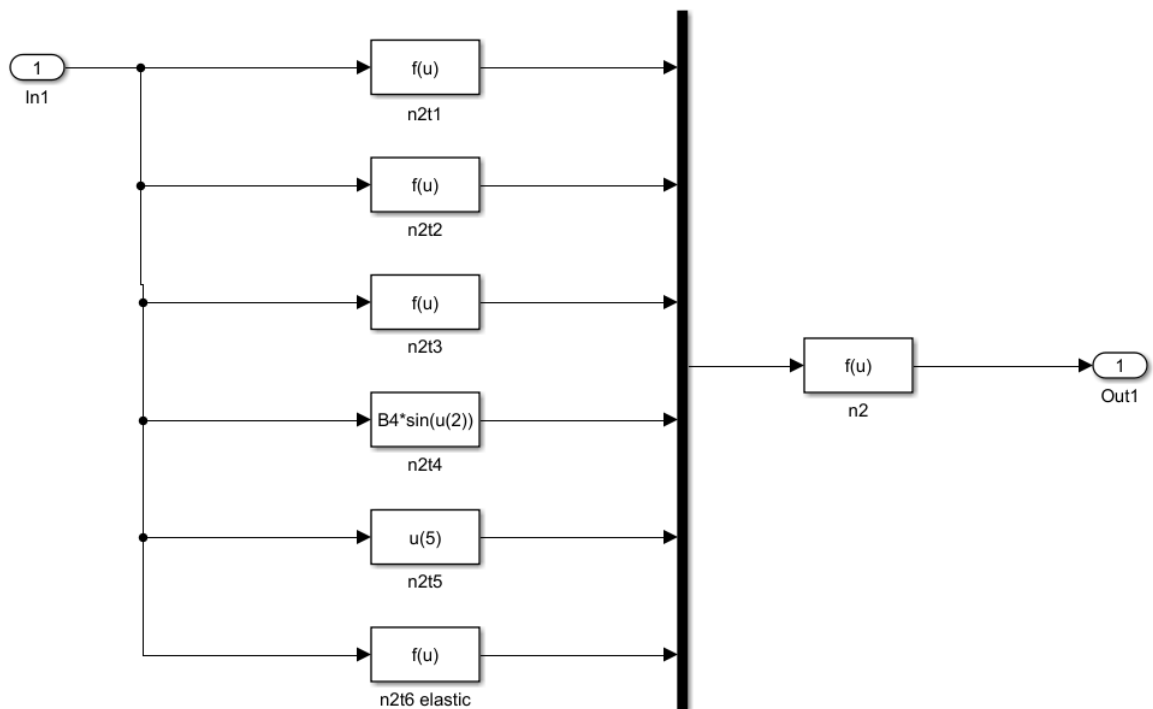 1
In1
f(u)
n2t1
f(u)
n2t2
f(u)
n2t3
B4*sin(u(2))
n2t4
u(5)
n2t5
f(u)
n2t6 elastic
f(u)
n2
1
Out1